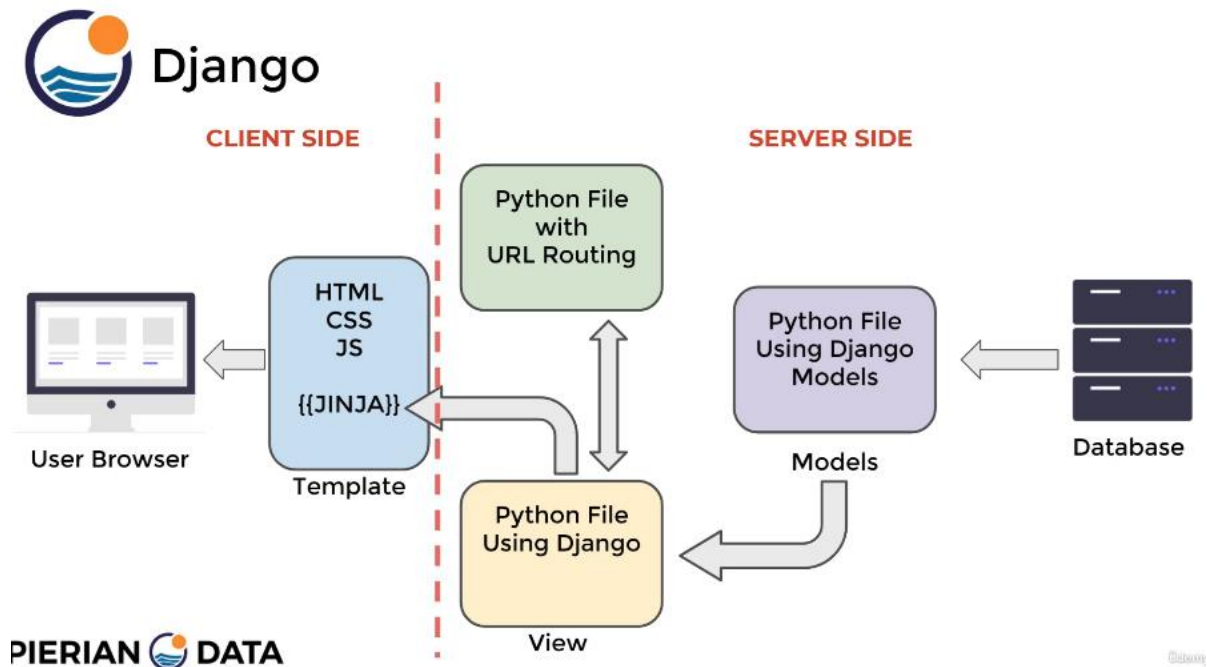 Django
CLIENT SIDE
SERVER SIDE
Python File
with
URL Routing
HTML
CSS
JS
{{JINJA}}
Python File
Using Django
Models
User Browser
Template
Models
Database
Python File
Using Django
View
PIERIAN DATA
Udemy